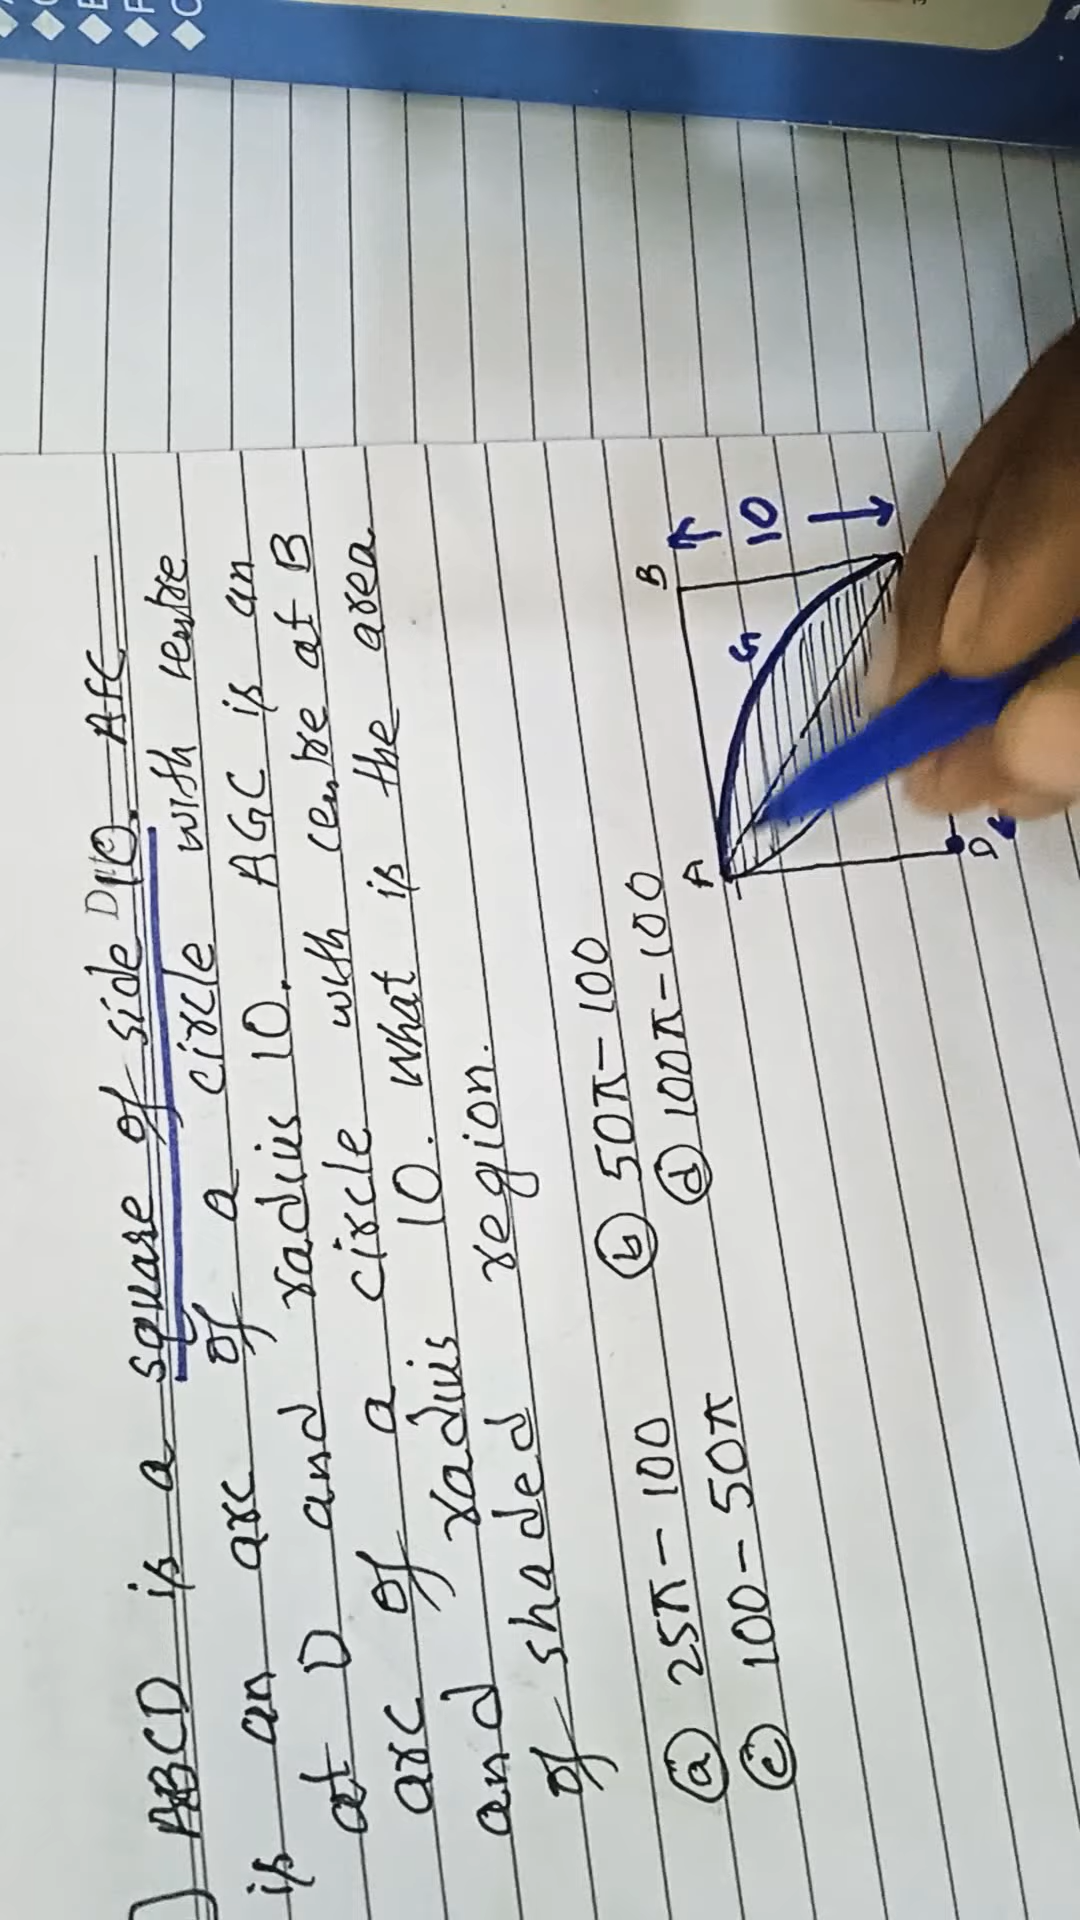 ABCD is a square of side 10. AFC
is an arc of a circle with centre
at D and radius 10. AGC is an
arc of a circle with centre at B
and radius 10. what is the area
of shaded region.
(a) 25π - 100 (b) 50π - 100
(c) 100 - 50π (d) 100π - 100
A
B
G
10
D